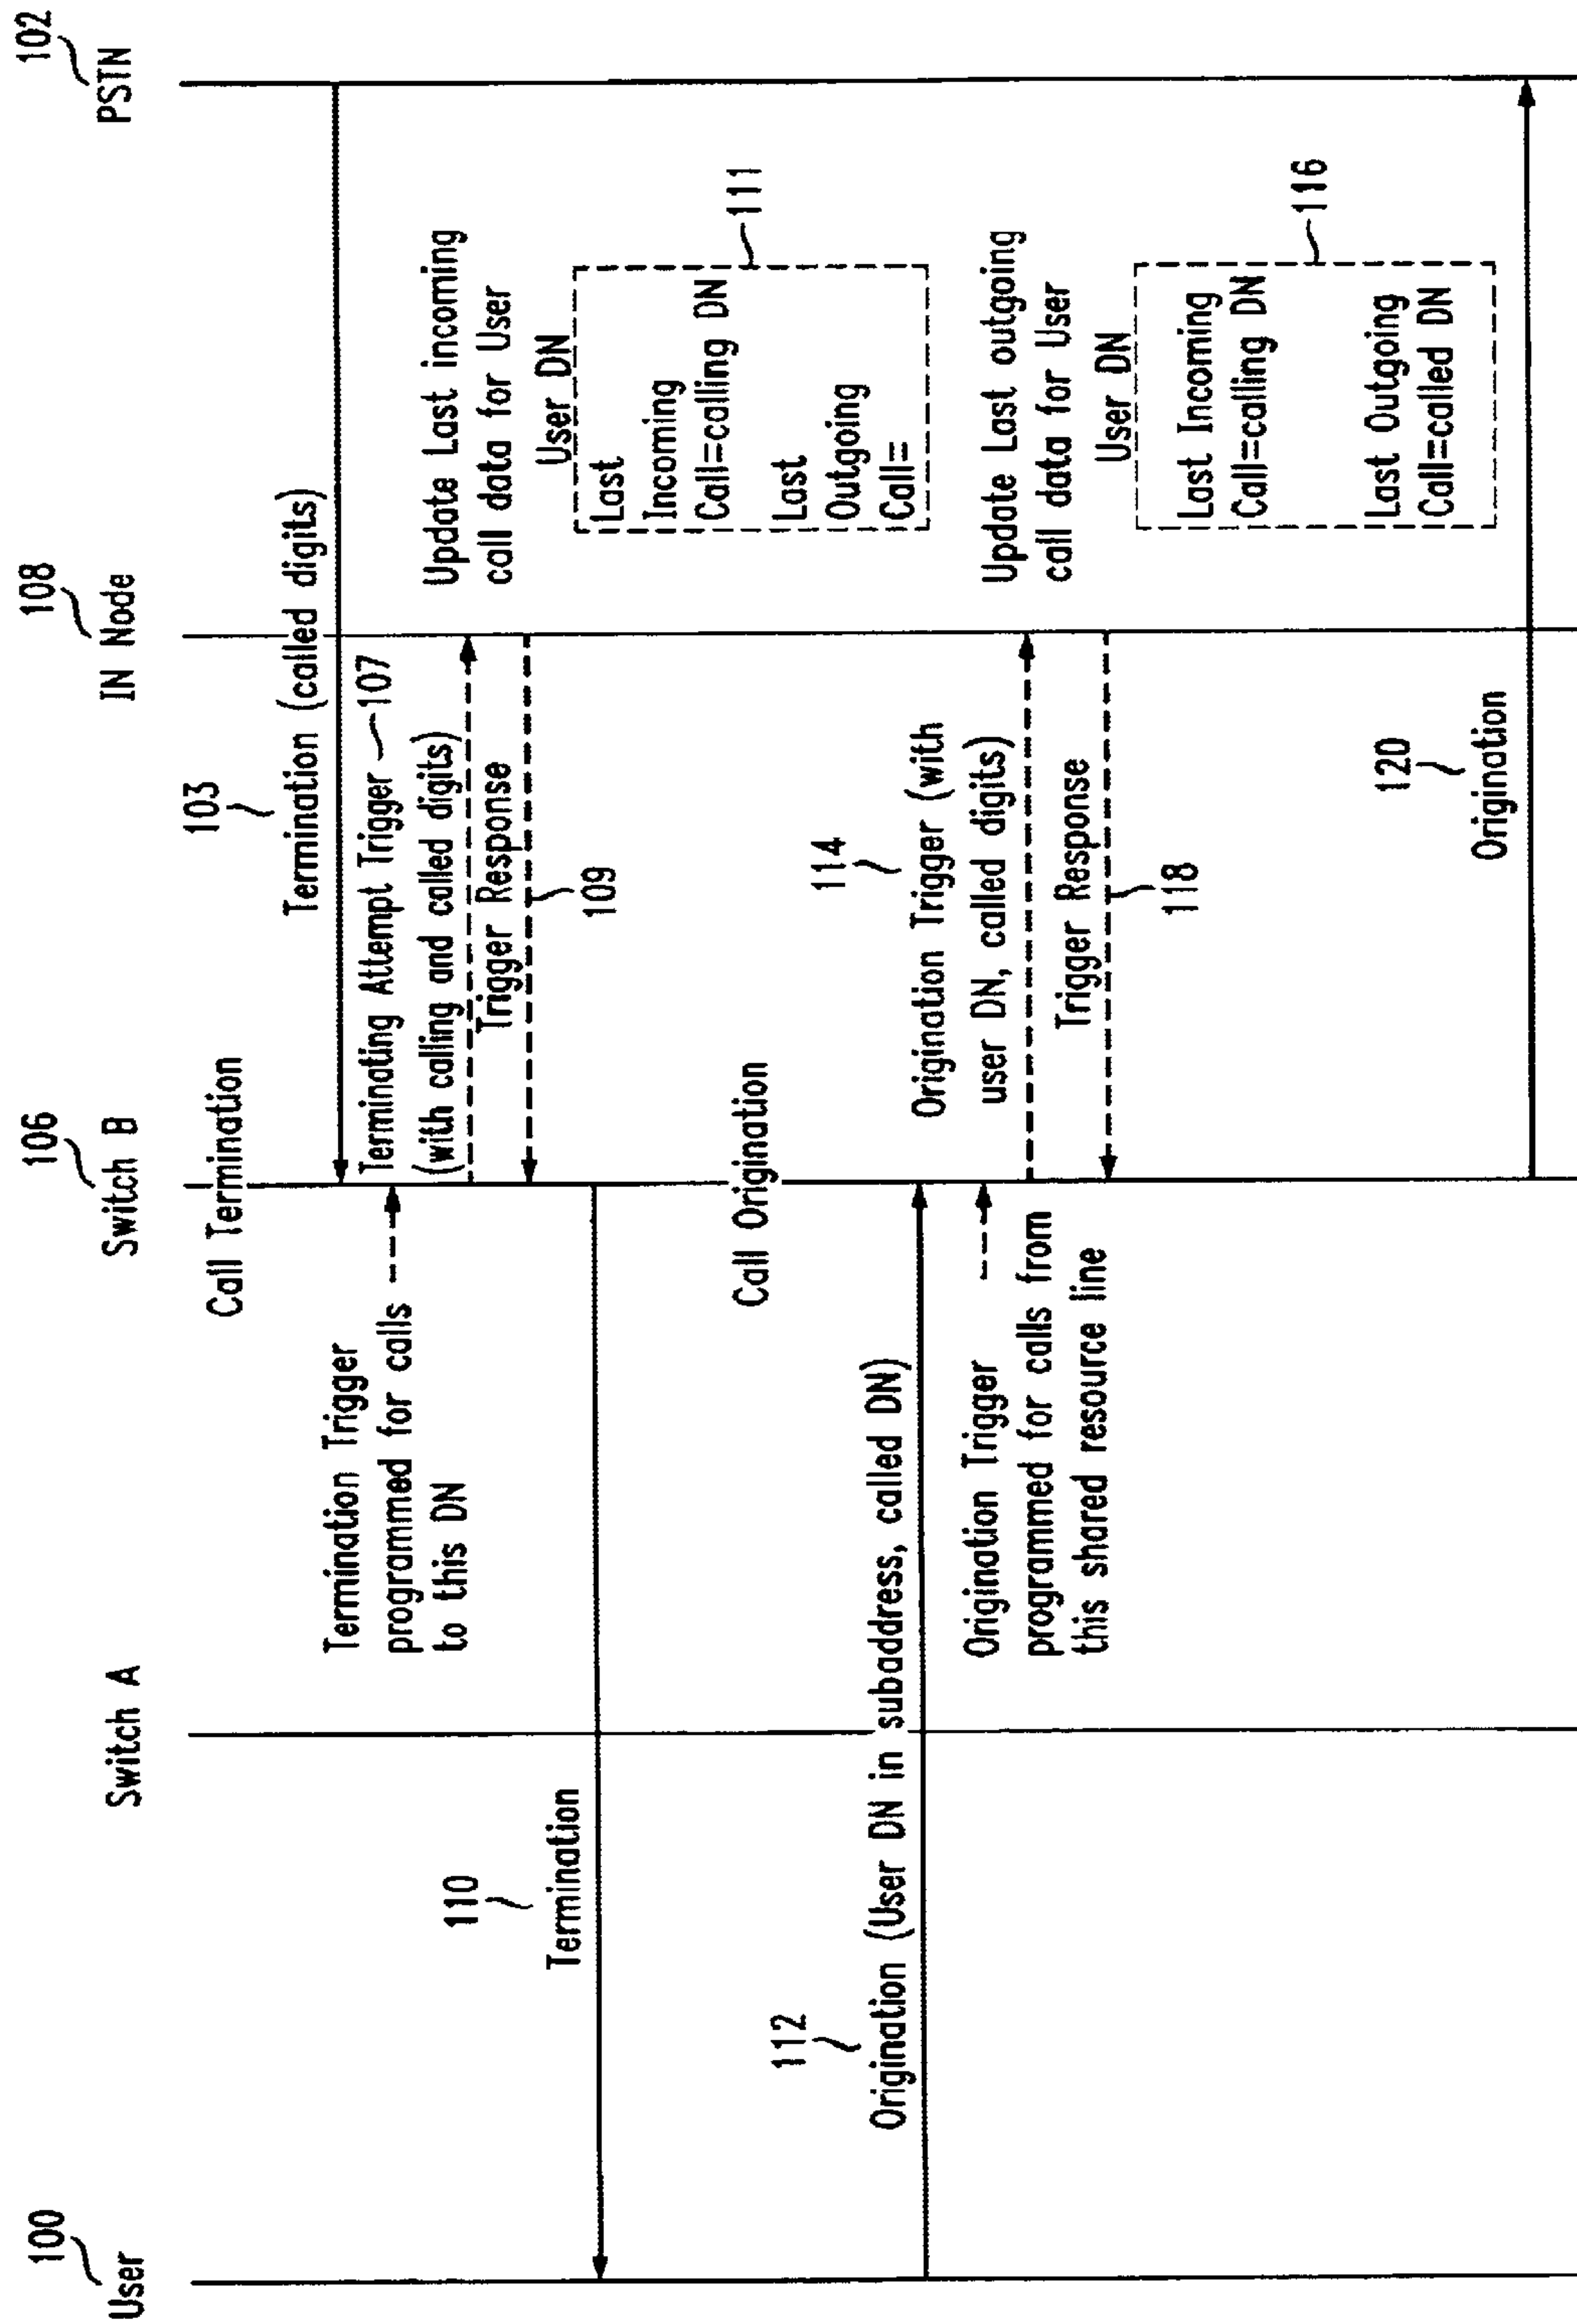 100
User
Switch A
106
Switch B
108
IN Node
102
PSTN
Call Termination
103
Termination (called digits)
Termination Trigger
programmed for calls
to this DN
Terminating Attempt Trigger 107
(with calling and called digits)
Trigger Response
109
Update Last incoming
call data for User
User DN
Last
Incoming
Call=calling DN
Last
Outgoing
Call=
111
110
Termination
Call Origination
112
Origination (User DN in subaddress, called DN)
Origination Trigger
programmed for calls from
this shared resource line
114
Origination Trigger (with
user DN, called digits)
Trigger Response
118
Update Last outgoing
call data for User
User DN
Last Incoming
Call=calling DN
Last Outgoing
Call=called DN
116
120
Origination